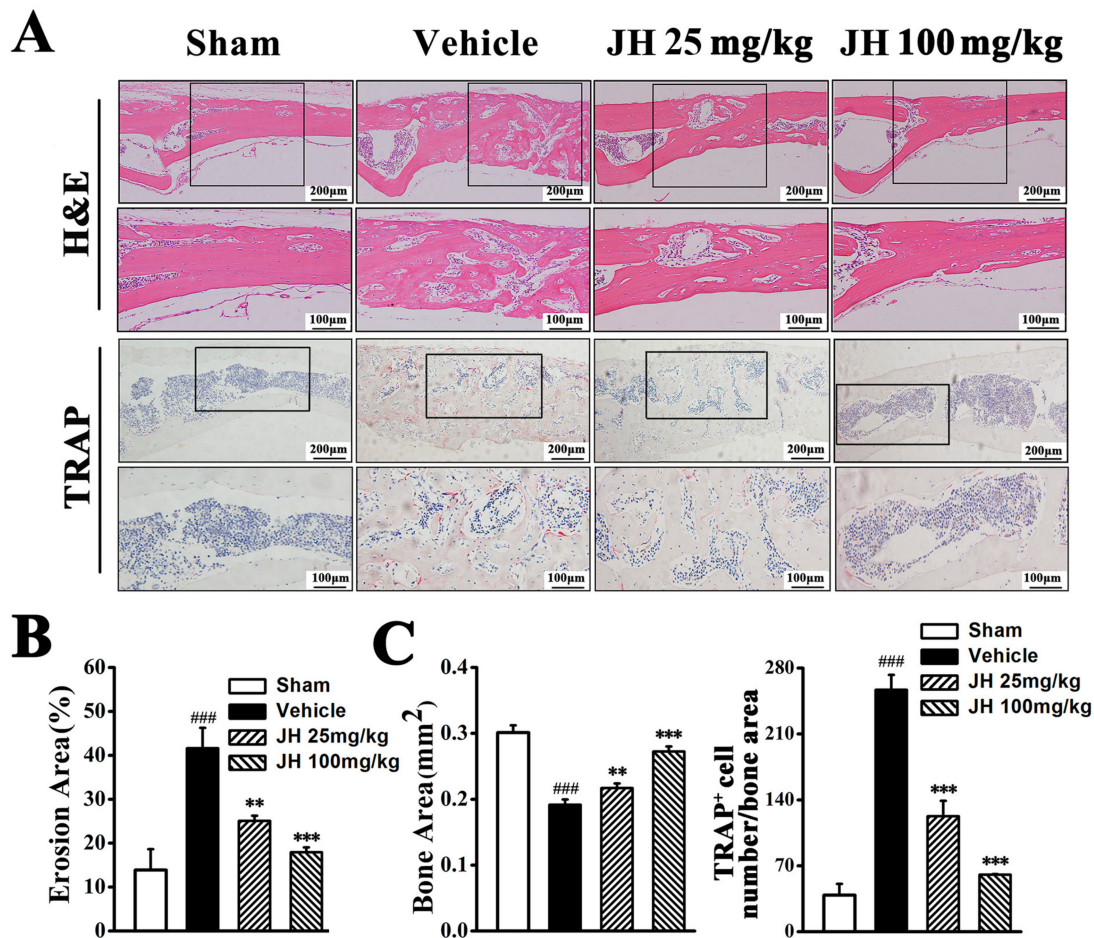 A
Sham Vehicle JH 25 mg/kg JH 100 mg/kg
H&E
200μm 200μm 200μm 200μm
100μm 100μm 100μm 100μm
TRAP
200μm 200μm 200μm 200μm
100μm 100μm 100μm 100μm
B
Erosion Area(%)
60
50
40
30
20
10
0
###
**
***
Sham
Vehicle
JH 25mg/kg
JH 100mg/kg
C
Bone Area(mm²)
0.4
0.3
0.2
0.1
0.0
###
**
***
TRAP⁺ cell
number/bone area
280
210
140
70
0
###
***
***
Sham
Vehicle
JH 25mg/kg
JH 100mg/kg